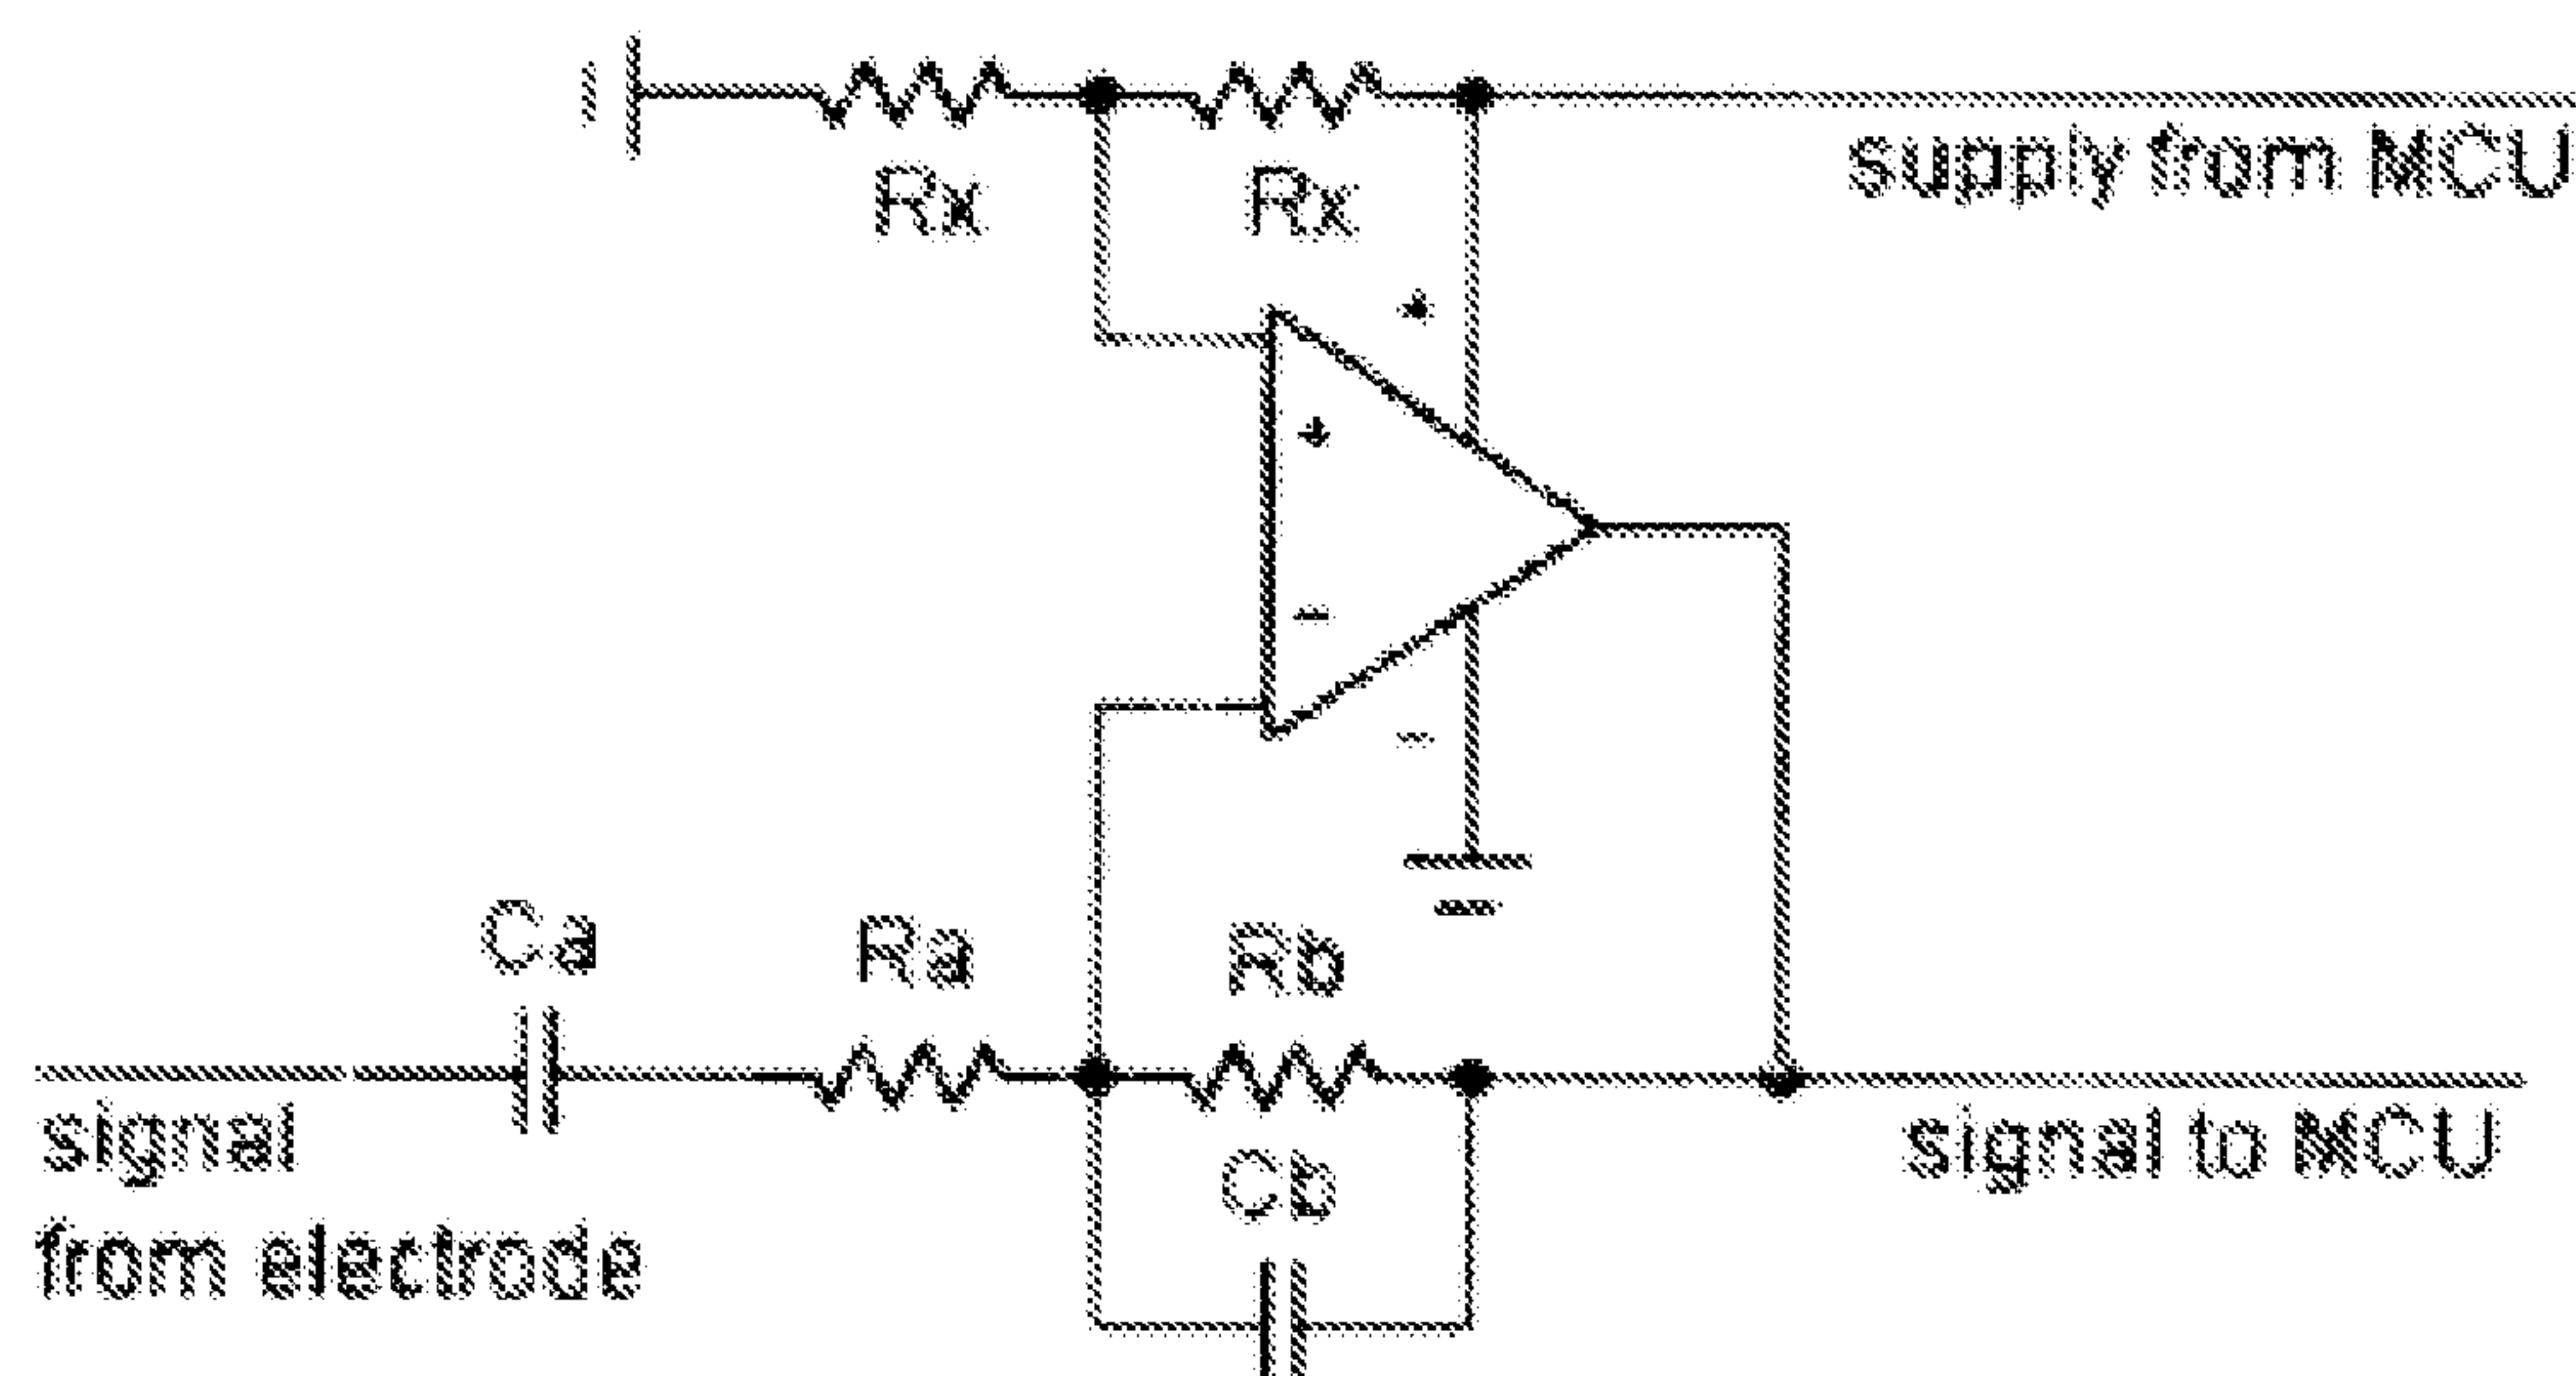 Rx
Rx
supply from MCU
+
+
-
-
Ca
Ra
Rb
signal
from electrode
Cb
signal to MCU